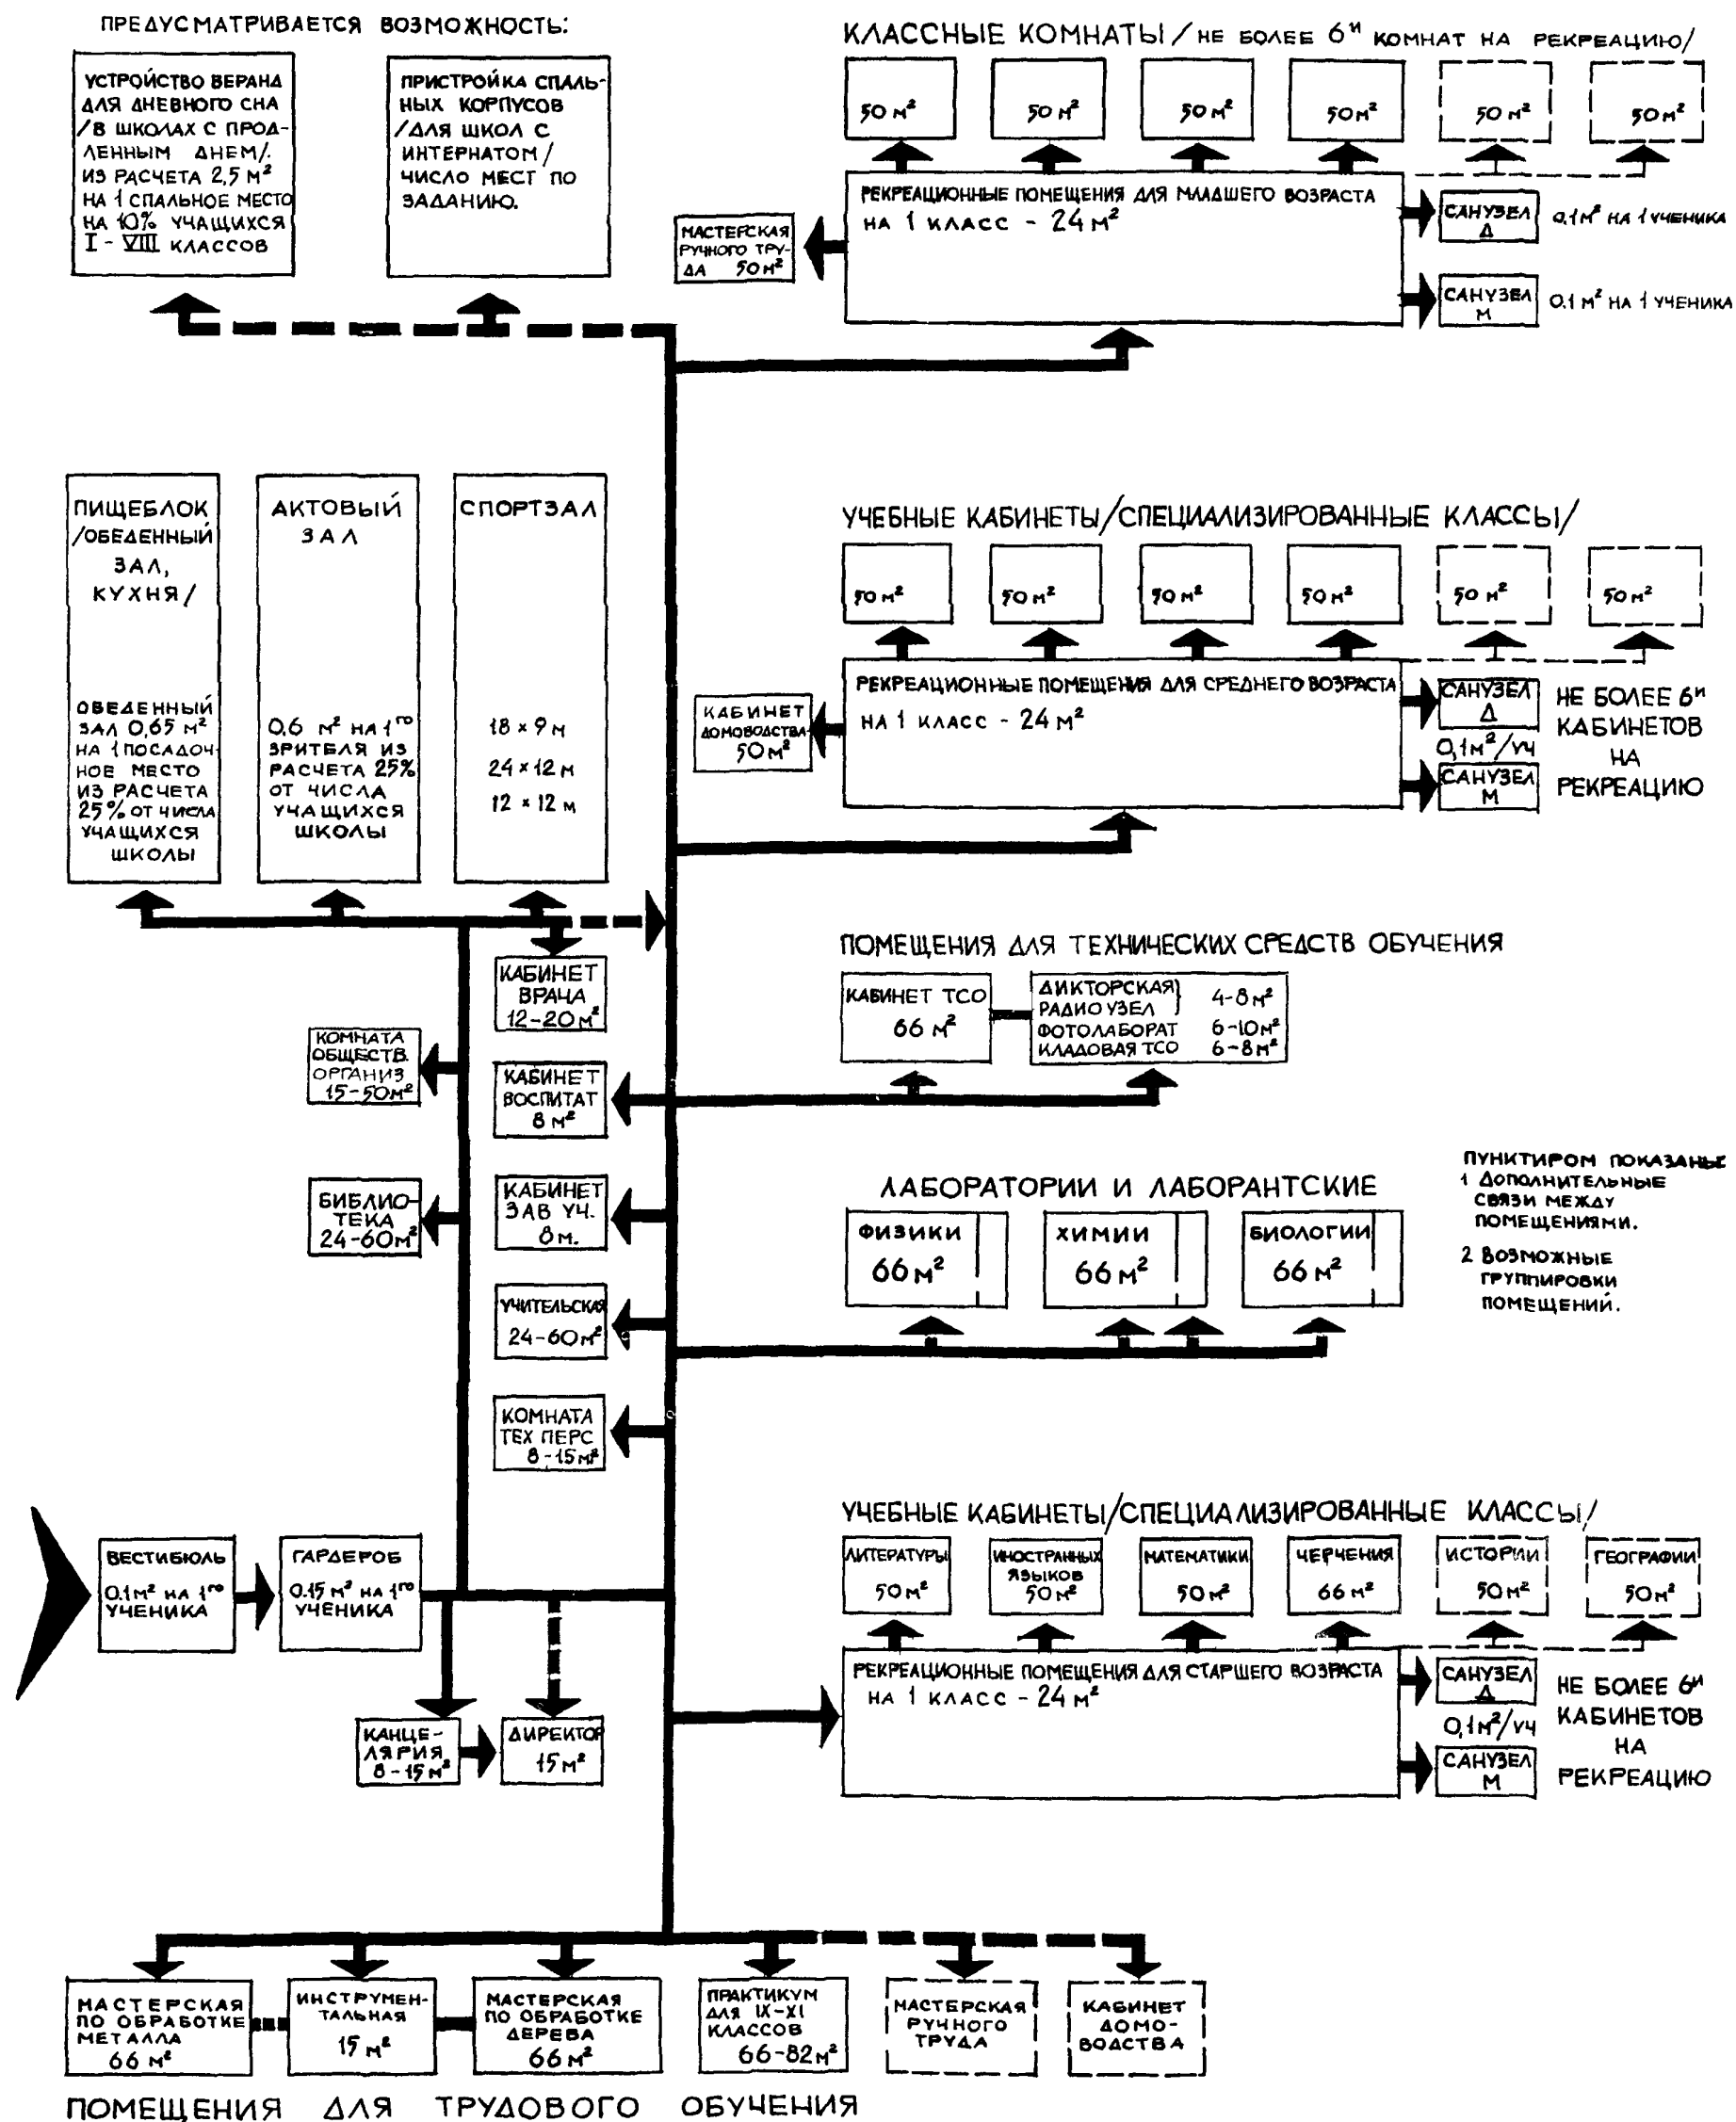 ПРЕДУСМАТРИВАЕТСЯ ВОЗМОЖНОСТЬ:
УСТРОЙСТВО ВЕРАНД
ДЛЯ ДНЕВНОГО СНА
/В ШКОЛАХ С ПРОД-
ЛЕННЫМ ДНЕМ/.
ИЗ РАСЧЕТА 2,5 М²
НА 1 СПАЛЬНОЕ МЕСТО
НА 10% УЧАЩИХСЯ
I - VIII КЛАССОВ
ПРИСТРОЙКА СПАЛЬ-
НЫХ КОРПУСОВ
/ДЛЯ ШКОЛ С
ИНТЕРНАТОМ/
ЧИСЛО МЕСТ ПО
ЗАДАНИЮ.
КЛАССНЫЕ КОМНАТЫ /НЕ БОЛЕЕ 6И КОМНАТ НА РЕКРЕАЦИЮ/
50 М²
50 М²
50 М²
50 М²
50 М²
50 М²
РЕКРЕАЦИОННЫЕ ПОМЕЩЕНИЯ ДЛЯ МЛАДШЕГО ВОЗРАСТА
НА 1 КЛАСС - 24 М²
МАСТЕРСКАЯ
РУЧНОГО ТРУ-
ДА 50 М²
САНУЗЕЛ
Д
0.1 М² НА 1 УЧЕНИКА
САНУЗЕЛ
М
0.1 М² НА 1 УЧЕНИКА
ПИЩЕБЛОК
/ОБЕДЕННЫЙ
ЗАЛ,
КУХНЯ/
ОБЕДЕННЫЙ
ЗАЛ 0,65 М²
НА 1 ПОСАДОЧ-
НОЕ МЕСТО
ИЗ РАСЧЕТА
25% ОТ ЧИСЛА
УЧАЩИХСЯ
ШКОЛЫ
АКТОВЫЙ
ЗАЛ
0,6 М² НА 1ГО
ЗРИТЕЛЯ ИЗ
РАСЧЕТА 25%
ОТ ЧИСЛА
УЧАЩИХСЯ
ШКОЛЫ
СПОРТЗАЛ
18 × 9 М
24 × 12 М
12 × 12 М
УЧЕБНЫЕ КАБИНЕТЫ/СПЕЦИАЛИЗИРОВАННЫЕ КЛАССЫ/
50 М²
50 М²
50 М²
50 М²
50 М²
50 М²
РЕКРЕАЦИОННЫЕ ПОМЕЩЕНИЯ ДЛЯ СРЕДНЕГО ВОЗРАСТА
НА 1 КЛАСС - 24 М²
КАБИНЕТ
ДОМОВОДСТВА
50 М²
САНУЗЕЛ
Д
0,1 М²/УЧ
САНУЗЕЛ
М
НЕ БОЛЕЕ 6И
КАБИНЕТОВ
НА
РЕКРЕАЦИЮ
КАБИНЕТ
ВРАЧА
12-20 М²
КОМНАТА
ОБЩЕСТВ.
ОРГАНИЗ
15-50 М²
КАБИНЕТ
ВОСПИТАТ
8 М²
БИБЛИО-
ТЕКА
24-60 М²
КАБИНЕТ
ЗАВ УЧ.
8 М.
УЧИТЕЛЬСКАЯ
24-60 М²
КОМНАТА
ТЕХ ПЕРС
8-15 М²
ПОМЕЩЕНИЯ ДЛЯ ТЕХНИЧЕСКИХ СРЕДСТВ ОБУЧЕНИЯ
КАБИНЕТ ТСО
66 М²
ДИКТОРСКАЯ
РАДИО УЗЕЛ } 4-8 М²
ФОТОЛАБОРАТ 6-10 М²
КЛАДОВАЯ ТСО 6-8 М²
ЛАБОРАТОРИИ И ЛАБОРАНТСКИЕ
ФИЗИКИ
66 М²
ХИМИИ
66 М²
БИОЛОГИИ
66 М²
ПУНКТИРОМ ПОКАЗАНЫ:
1 ДОПОЛНИТЕЛЬНЫЕ
СВЯЗИ МЕЖДУ
ПОМЕЩЕНИЯМИ.
2 ВОЗМОЖНЫЕ
ГРУППИРОВКИ
ПОМЕЩЕНИЙ.
ВЕСТИБЮЛЬ
0.1 М² НА 1ГО
УЧЕНИКА
ГАРДЕРОБ
0.15 М² НА 1ГО
УЧЕНИКА
КАНЦЕ-
ЛЯРИЯ
8-15 М²
ДИРЕКТОР
15 М²
УЧЕБНЫЕ КАБИНЕТЫ/СПЕЦИАЛИЗИРОВАННЫЕ КЛАССЫ/
ЛИТЕРАТУРЫ
50 М²
ИНОСТРАННЫХ
ЯЗЫКОВ
50 М²
МАТЕМАТИКИ
50 М²
ЧЕРЧЕНИЯ
66 М²
ИСТОРИИ
50 М²
ГЕОГРАФИИ
50 М²
РЕКРЕАЦИОННЫЕ ПОМЕЩЕНИЯ ДЛЯ СТАРШЕГО ВОЗРАСТА
НА 1 КЛАСС - 24 М²
САНУЗЕЛ
Д
0,1 М²/УЧ
САНУЗЕЛ
М
НЕ БОЛЕЕ 6И
КАБИНЕТОВ
НА
РЕКРЕАЦИЮ
МАСТЕРСКАЯ
ПО ОБРАБОТКЕ
МЕТАЛЛА
66 М²
ИНСТРУМЕН-
ТАЛЬНАЯ
15 М²
МАСТЕРСКАЯ
ПО ОБРАБОТКЕ
ДЕРЕВА
66 М²
ПРАКТИКУМ
ДЛЯ IX-XI
КЛАССОВ
66-82 М²
МАСТЕРСКАЯ
РУЧНОГО
ТРУДА
КАБИНЕТ
ДОМО-
ВОДСТВА
ПОМЕЩЕНИЯ ДЛЯ ТРУДОВОГО ОБУЧЕНИЯ